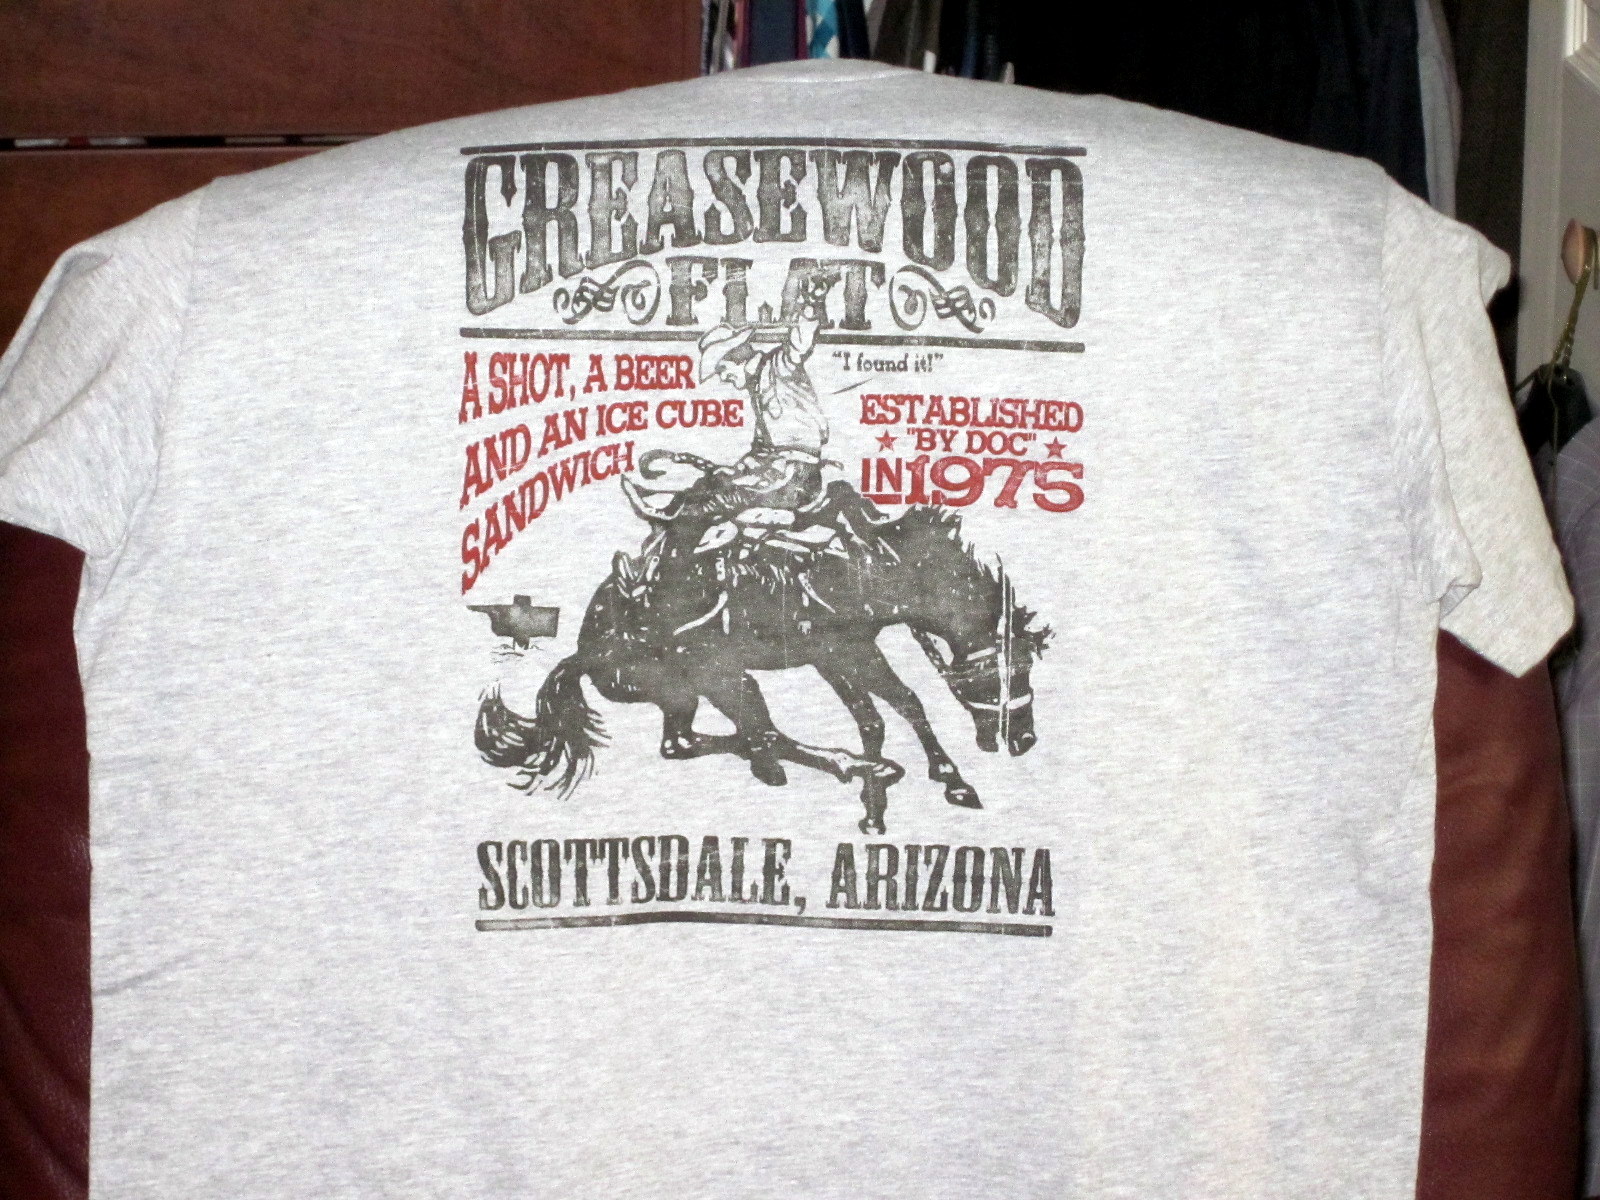 GREASEWOOD
FLAT
"I found it!"
A SHOT, A BEER
AND AN ICE CUBE
SANDWICH
ESTABLISHED
"BY DOC"
IN 1975
SCOTTSDALE, ARIZONA